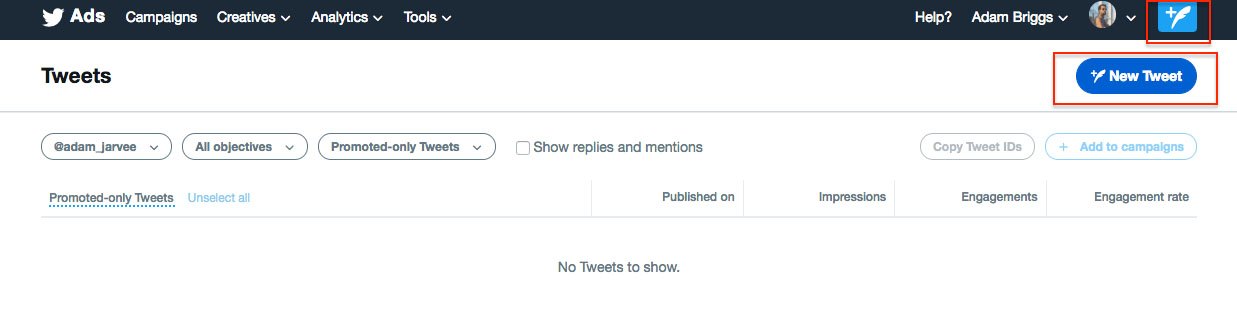 Ads Campaigns Creatives Analytics Tools Help? Adam Briggs
Tweets New Tweet
@adam_jarvee All objectives Promoted-only Tweets Show replies and mentions Copy Tweet IDs + Add to campaigns
Promoted-only Tweets Unselect all Published on Impressions Engagements Engagement rate
No Tweets to show.